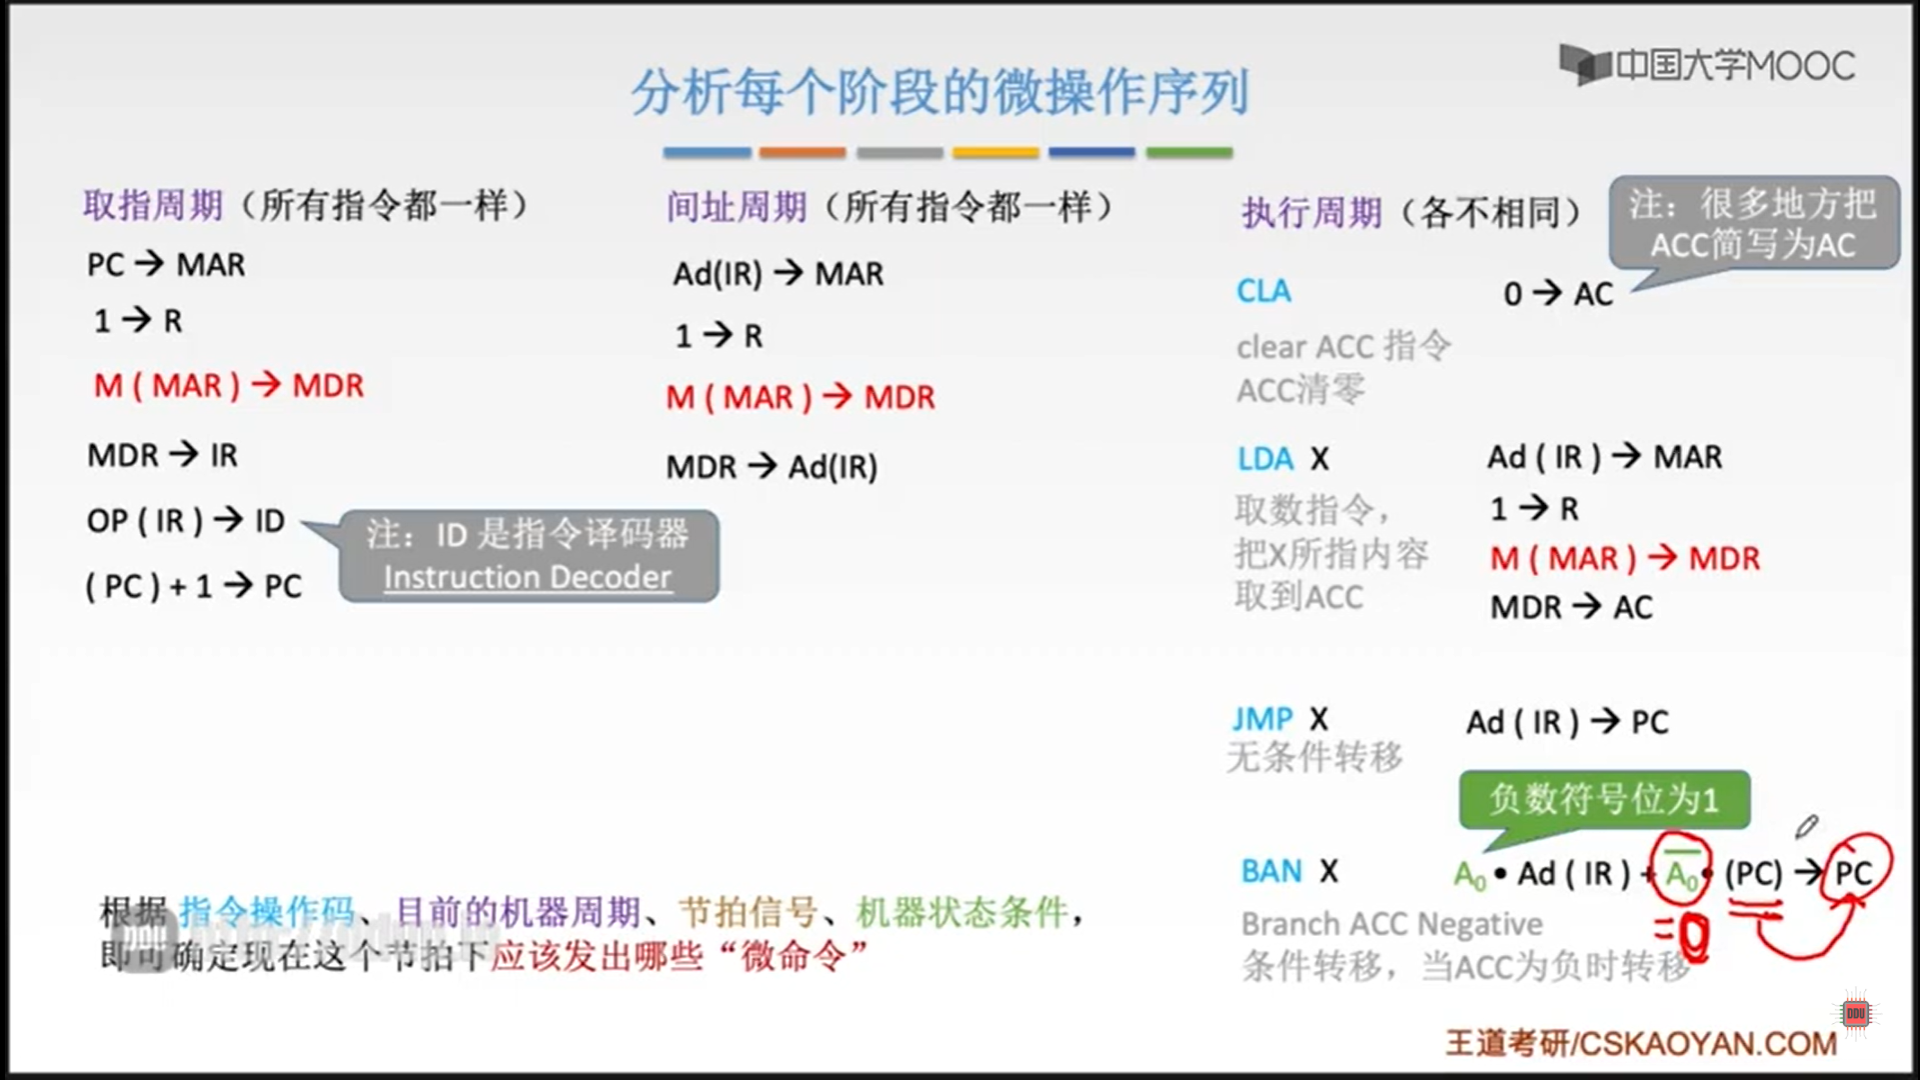 中国大学MOOC
分析每个阶段的微操作序列
取指周期（所有指令都一样）
PC → MAR
1 → R
M ( MAR ) → MDR
MDR → IR
OP ( IR ) → ID
( PC ) + 1 → PC
注：ID 是指令译码器
Instruction Decoder
间址周期（所有指令都一样）
Ad(IR) → MAR
1 → R
M ( MAR ) → MDR
MDR → Ad(IR)
执行周期（各不相同）
注：很多地方把
ACC简写为AC
CLA
0 → AC
clear ACC 指令
ACC清零
LDA X
取数指令，
把X所指内容
取到ACC
Ad ( IR ) → MAR
1 → R
M ( MAR ) → MDR
MDR → AC
JMP X
Ad ( IR ) → PC
无条件转移
负数符号位为1
BAN X
A₀ • Ad ( IR ) + A̅₀ • (PC) → PC
=0
Branch ACC Negative
条件转移，当ACC为负时转移
根据 指令操作码、目前的机器周期、节拍信号、机器状态条件，
即可确定现在这个节拍下应该发出哪些“微命令”
DDU
王道考研/CSKAOYAN.COM